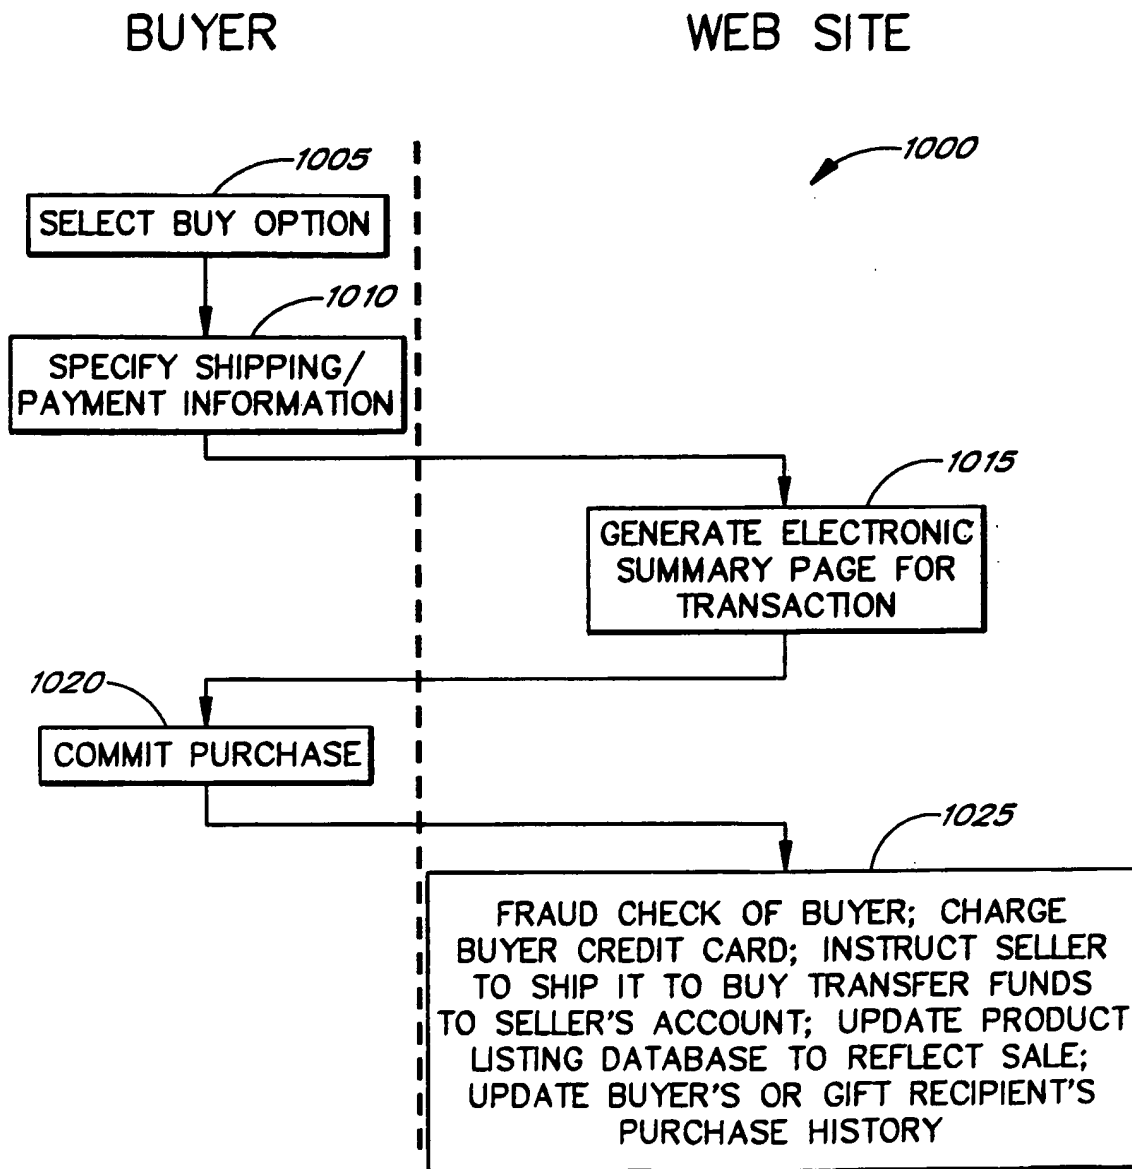 BUYER
WEB SITE
1000
1005
SELECT BUY OPTION
1010
SPECIFY SHIPPING/
PAYMENT INFORMATION
1015
GENERATE ELECTRONIC
SUMMARY PAGE FOR
TRANSACTION
1020
COMMIT PURCHASE
1025
FRAUD CHECK OF BUYER; CHARGE
BUYER CREDIT CARD; INSTRUCT SELLER
TO SHIP IT TO BUY TRANSFER FUNDS
TO SELLER'S ACCOUNT; UPDATE PRODUCT
LISTING DATABASE TO REFLECT SALE;
UPDATE BUYER'S OR GIFT RECIPIENT'S
PURCHASE HISTORY